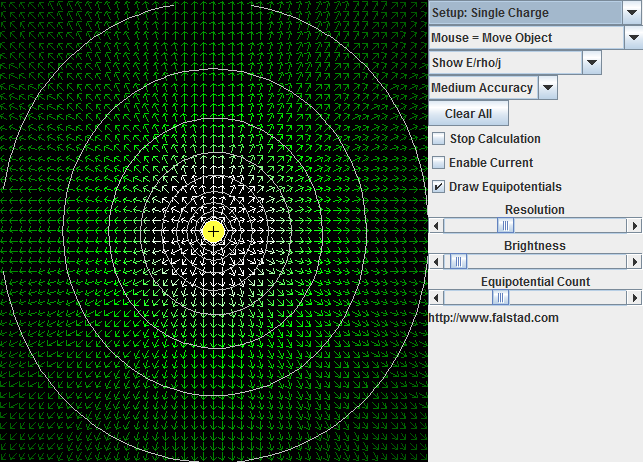 Setup: Single Charge
Mouse = Move Object
Show E/rho/j
Medium Accuracy
Clear All
Stop Calculation
Enable Current
Draw Equipotentials
Resolution
Brightness
Equipotential Count
http://www.falstad.com